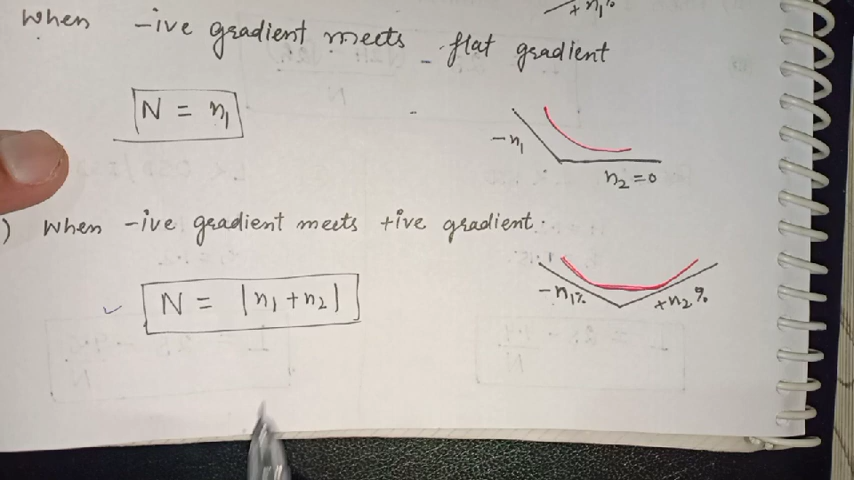 +n₁%
When -ive gradient meets flat gradient
N = n₁
-n₁
n₂=0
) When -ive gradient meets +ive gradient.
N = |n₁+n₂|
-n₁%
+n₂%